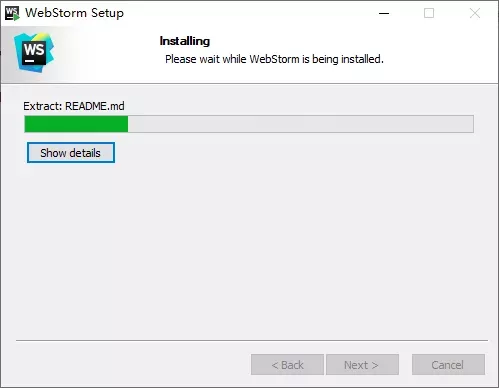 WS WebStorm Setup
WS
Installing
Please wait while WebStorm is being installed.
Extract: README.md
Show details
< Back Next > Cancel